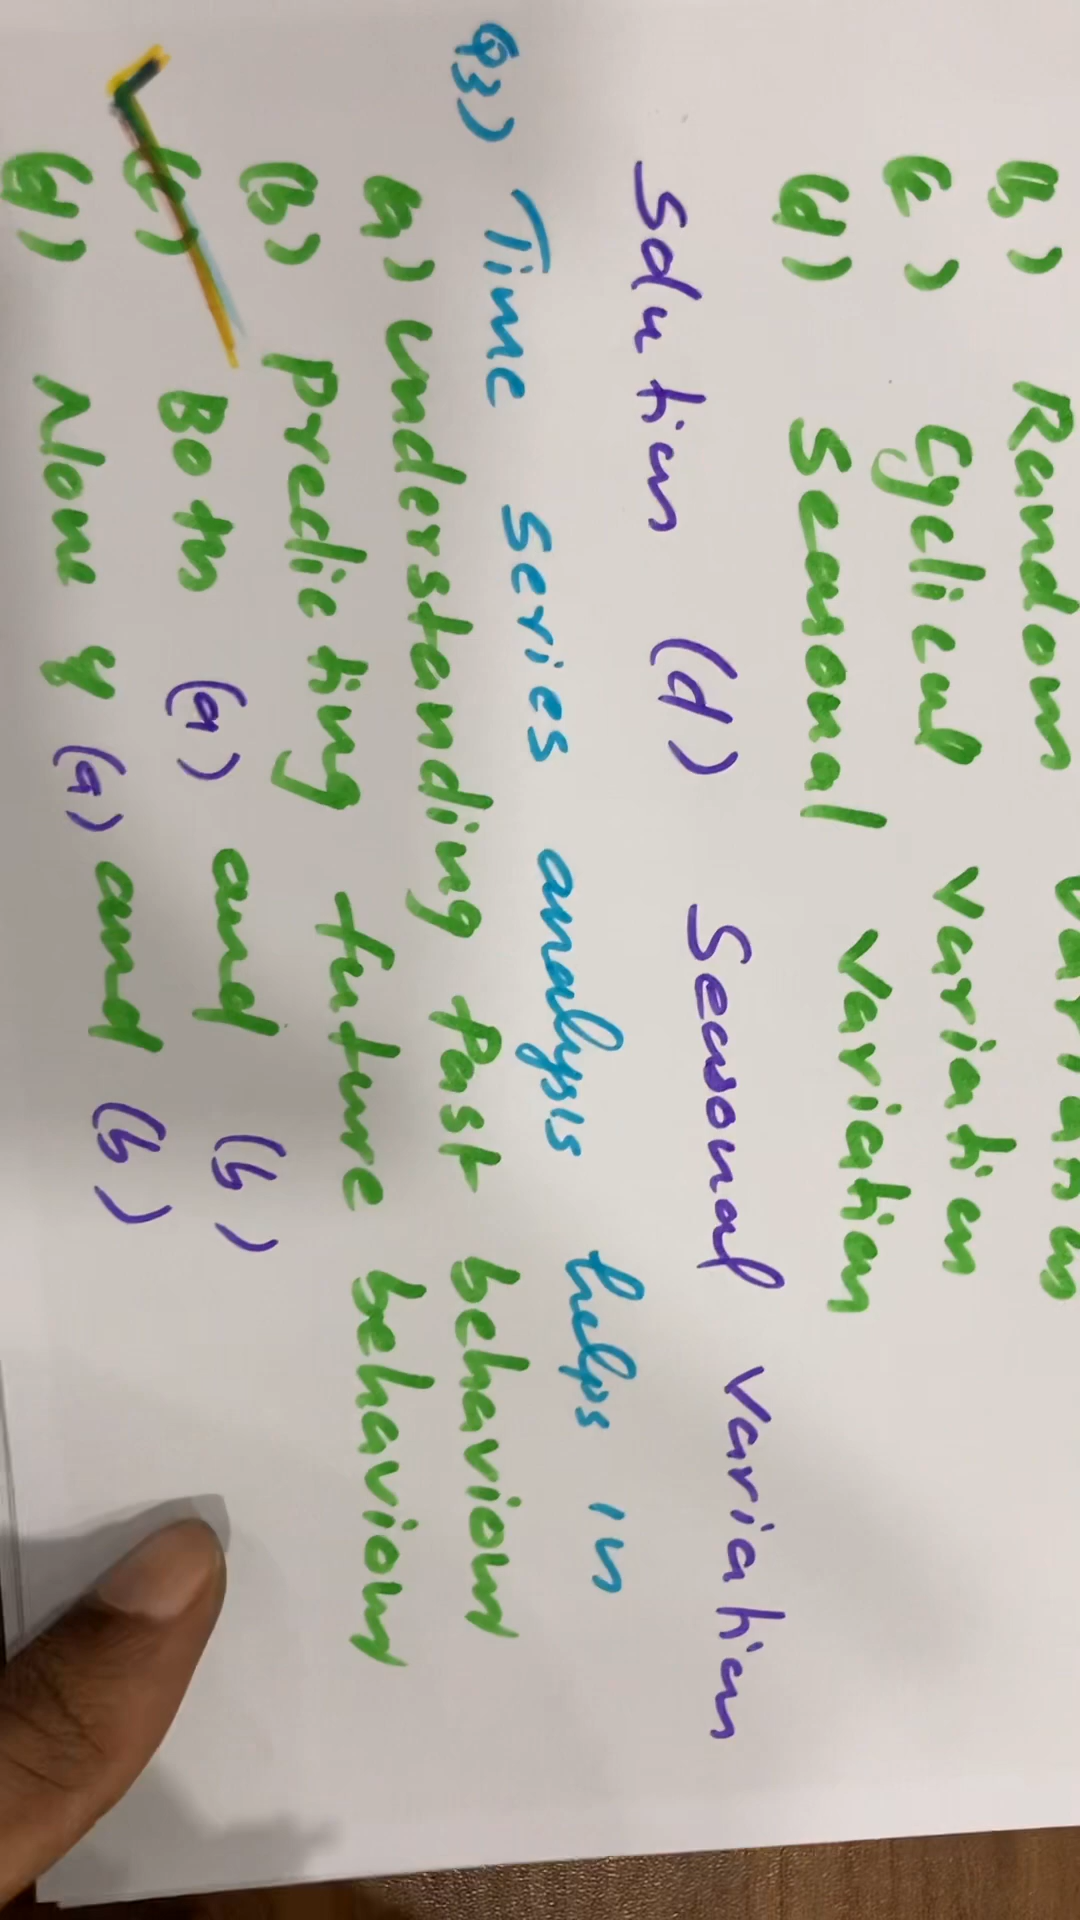 (b) Random Variation
(c) Cyclical Variation
(d) Seasonal Variation
Solution (d) Seasonal Variation
Q3) Time Series analysis helps in
(a) understanding Past behaviour
(b) Predicting future behaviour
(c) Both (a) and (b)
(d) None of (a) and (b)